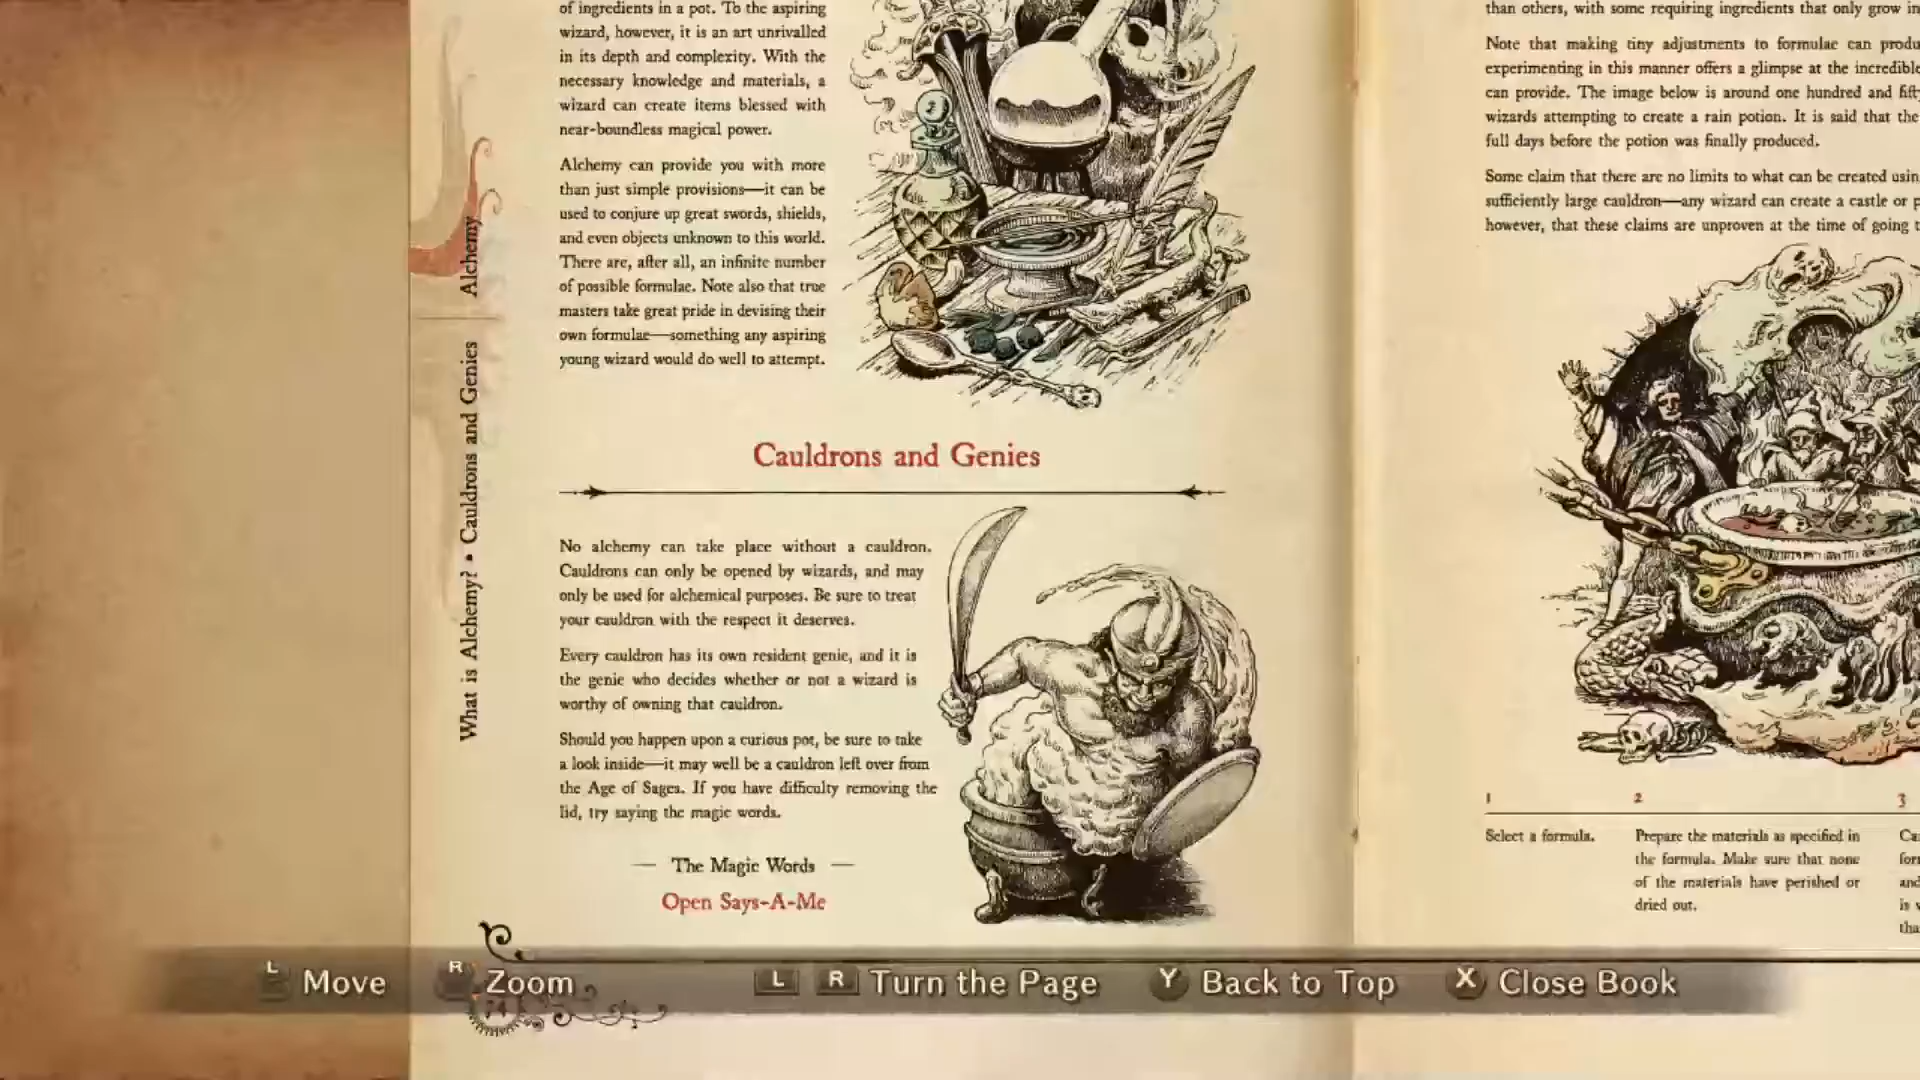 of ingredients in a pot. To the aspiring
wizard, however, it is an art unrivalled
in its depth and complexity. With the
necessary knowledge and materials, a
wizard can create items blessed with
near-boundless magical power.
Alchemy can provide you with more
than just simple provisions—it can be
used to conjure up great swords, shields,
and even objects unknown to this world.
There are, after all, an infinite number
of possible formulae. Note also that true
masters take great pride in devising their
own formulae—something any aspiring
young wizard would do well to attempt.
Cauldrons and Genies
No alchemy can take place without a cauldron.
Cauldrons can only be opened by wizards, and may
only be used for alchemical purposes. Be sure to treat
your cauldron with the respect it deserves.
Every cauldron has its own resident genie, and it is
the genie who decides whether or not a wizard is
worthy of owning that cauldron.
Should you happen upon a curious pot, be sure to take
a look inside—it may well be a cauldron left over from
the Age of Sages. If you have difficulty removing the
lid, try saying the magic words.
— The Magic Words —
Open Says-A-Me
What is Alchemy? • Cauldrons and Genies
Alchemy
than others, with some requiring ingredients that only grow in
Note that making tiny adjustments to formulae can
experimenting in this manner offers a glimpse at the incredible
can provide. The image below is around one hundred and
wizards attempting to create a rain potion. It is said that the
full days before the potion was finally produced.
Some claim that there are no limits to what can be created
sufficiently large cauldron—any wizard can create a castle or
however, that these claims are unproven at the time of going
1
Select a formula.
2
Prepare the materials as specified in
the formula. Make sure that none
of the materials have perished or
dried out.
3
L Move
R Zoom
L R Turn the Page
Y Back to Top
X Close Book